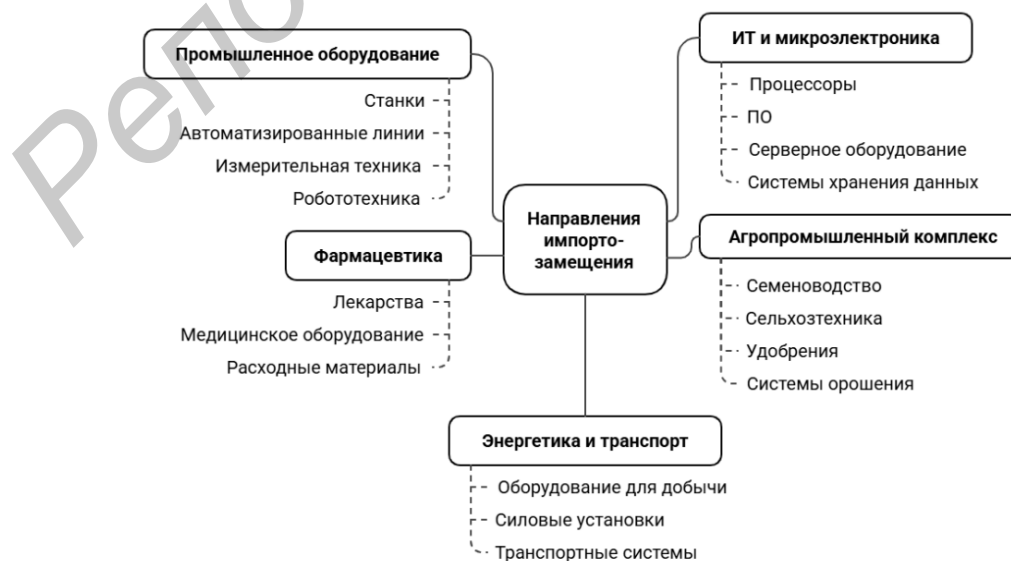 Промышленное оборудование
Станки
Автоматизированные линии
Измерительная техника
Робототехника
Фармацевтика
Лекарства
Медицинское оборудование
Расходные материалы
Направления
импорто-
замещения
ИТ и микроэлектроника
Процессоры
ПО
Серверное оборудование
Системы хранения данных
Агропромышленный комплекс
Семеноводство
Сельхозтехника
Удобрения
Системы орошения
Энергетика и транспорт
Оборудование для добычи
Силовые установки
Транспортные системы